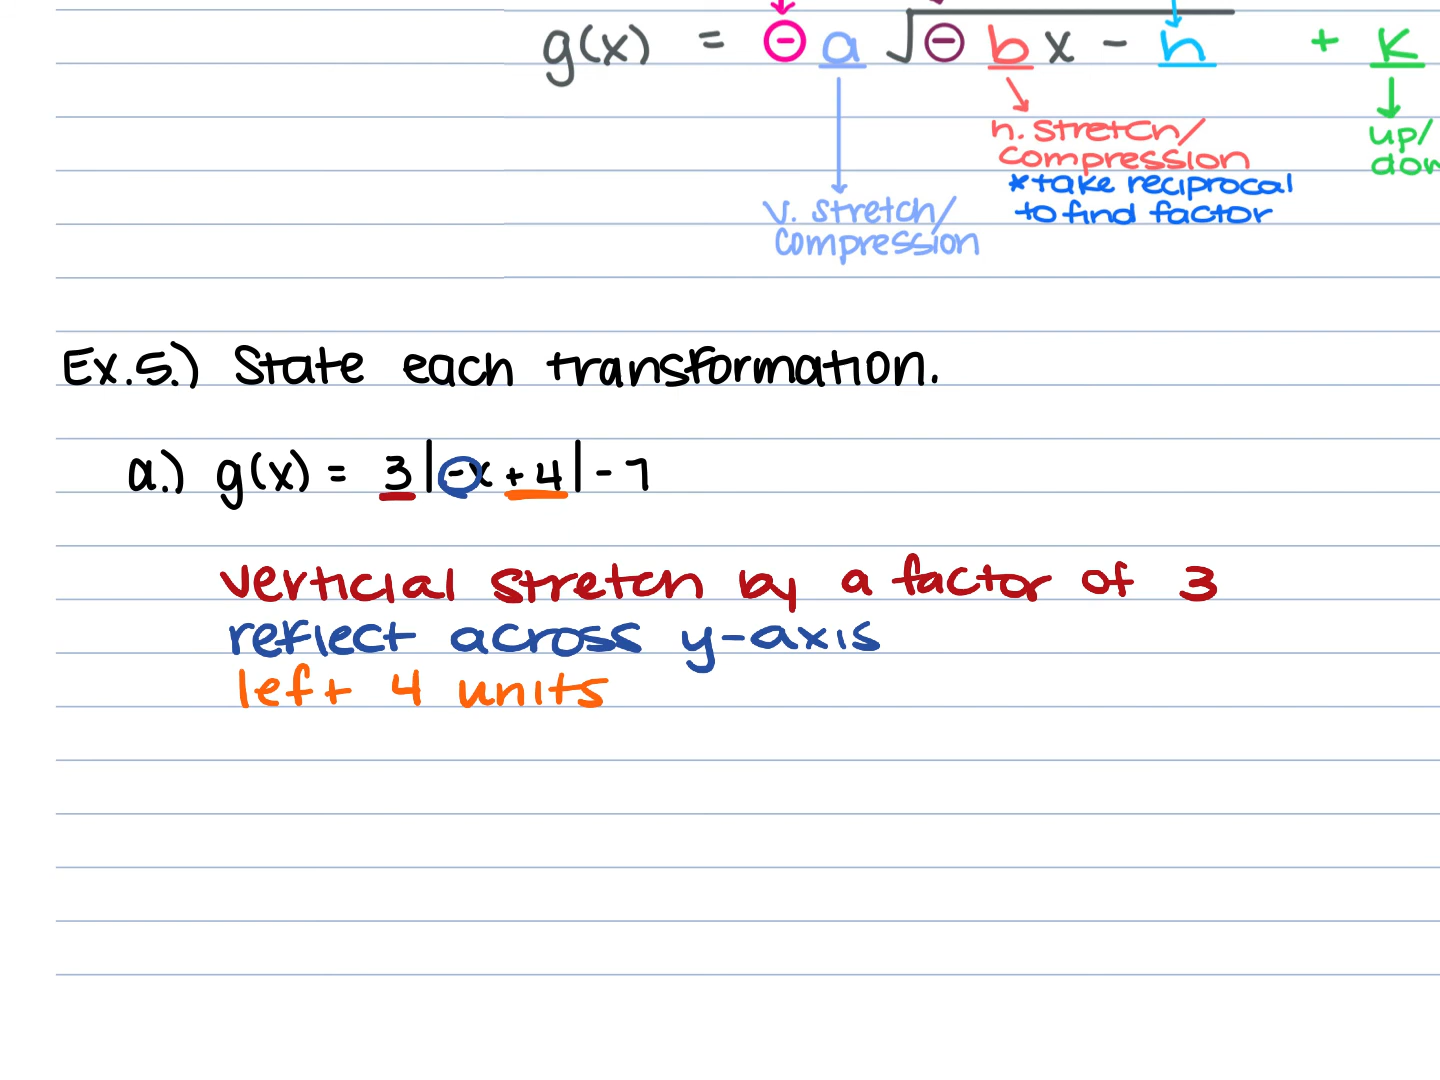 g(x) = ⊖ a √⊖ b x - h + k
h. stretch/
compression
*take reciprocal
to find factor
up/
v. stretch/
compression
Ex.5.) State each transformation.
a.) g(x) = 3|-x + 4| - 7
verticial stretch by a factor of 3
reflect across y-axis
left 4 units